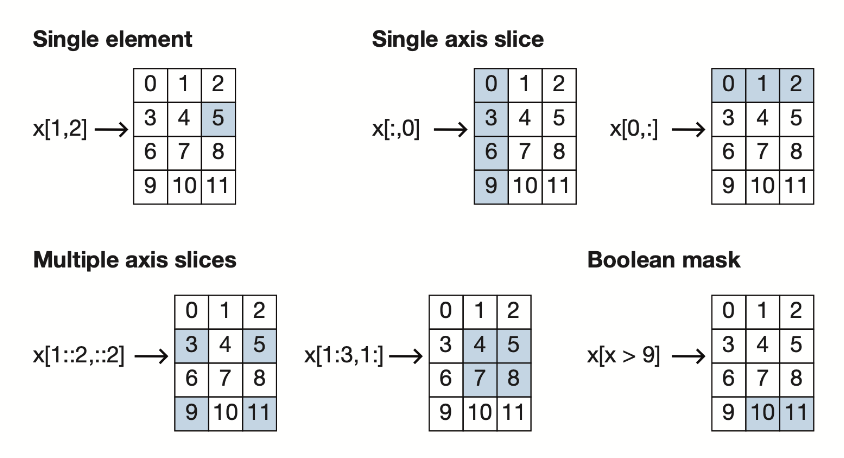 Single element
x[1,2]
0 1 2
3 4 5
6 7 8
9 10 11
Single axis slice
x[:,0]
0 1 2
3 4 5
6 7 8
9 10 11
x[0,:]
0 1 2
3 4 5
6 7 8
9 10 11
Multiple axis slices
x[1::2,::2]
0 1 2
3 4 5
6 7 8
9 10 11
x[1:3,1:]
0 1 2
3 4 5
6 7 8
9 10 11
Boolean mask
x[x > 9]
0 1 2
3 4 5
6 7 8
9 10 11